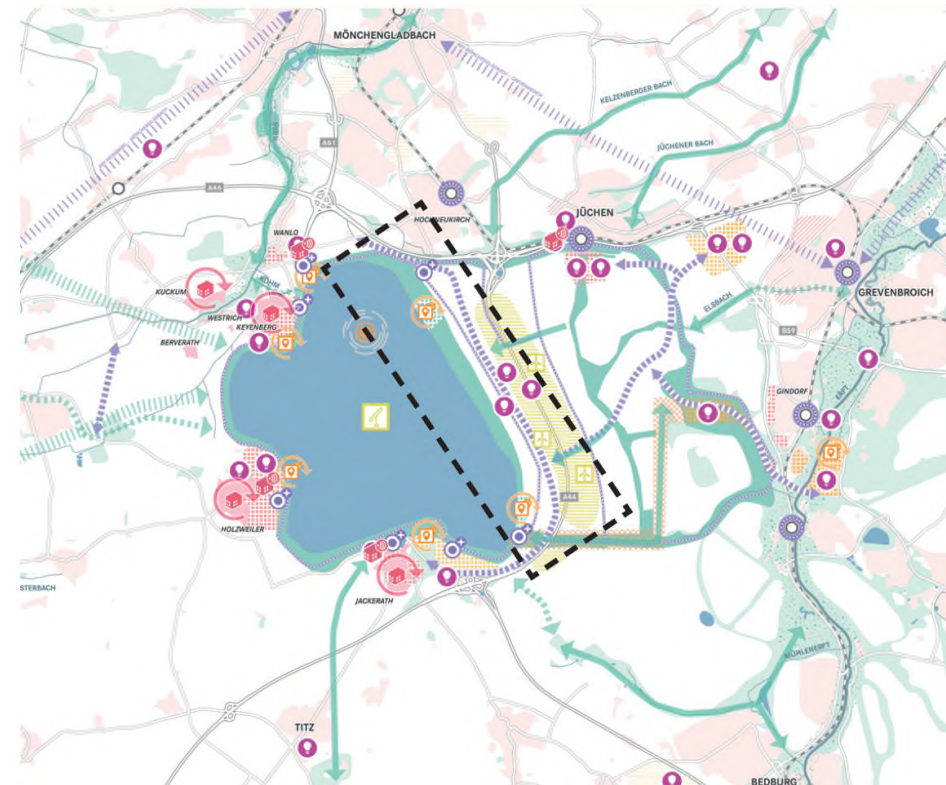 MÖNCHENGLADBACH
KELZENBERGER BACH
A61
JÜCHENER BACH
A46
HOCHNEUKIRCH
JÜCHEN
WANLO
KUCKUM
WESTRICH
KEYENBERG
BERVERATH
ELSBACH
GREVENBROICH
B59
GINDORF
ERFT
A44
HOLZWEILER
JACKERATH
STERBACH
MÜHLENERFT
TITZ
BEDBURG